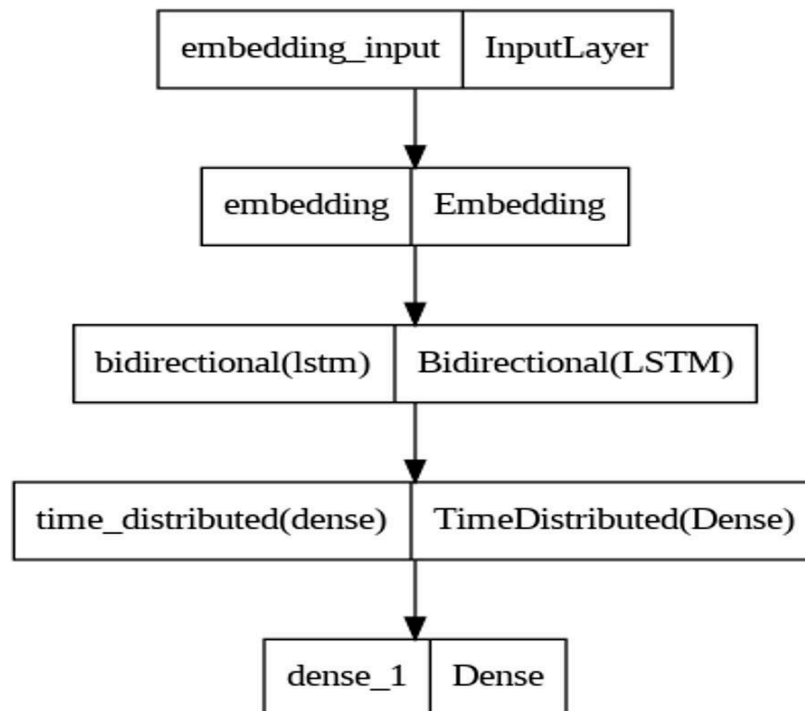 embedding_input InputLayer
embedding Embedding
bidirectional(lstm) Bidirectional(LSTM)
time_distributed(dense) TimeDistributed(Dense)
dense_1 Dense